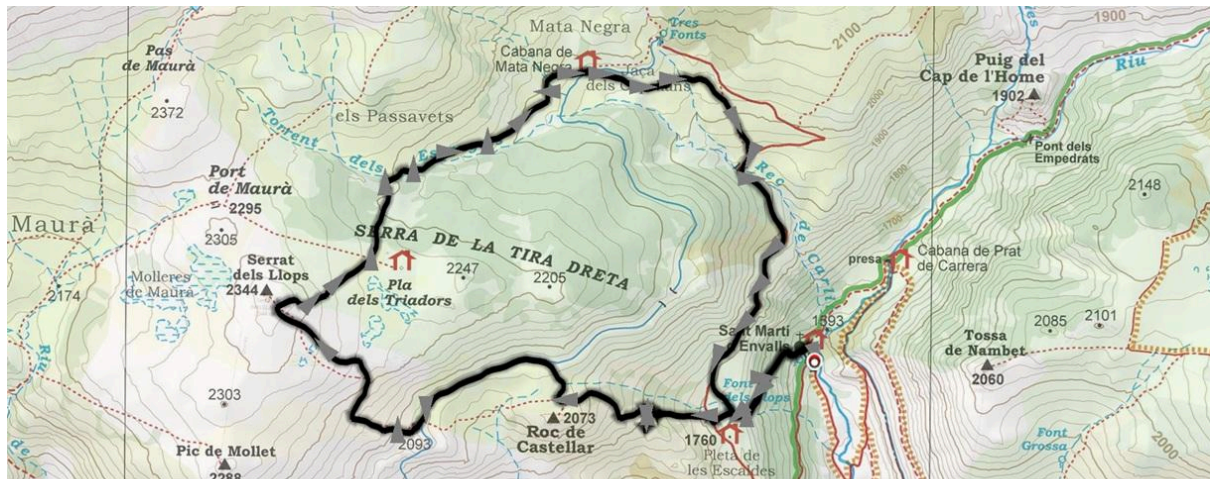 Mata Negra
Tres
Fonts
1900
Riu
Pas
de Maurà
Cabana de
Mata Negra
Jaça
2100
Puig del
Cap de l'Home
1902
2372
els Passavets
Torrent dels
2000
1900
Pont dels
Empedrats
1800
Port
de Maurà
2295
Rec
de Carlit
2148
Maurà
2305
SERRA DE LA TIRA DRETA
1700
presa
Cabana de Prat
de Carrera
Molleres
de Maurà
Serrat
dels Llops
2344
2247
2205
2174
Pla
dels Triadors
Sant Martí
d'Envalls
1593
2085
2101
Tossa
de Nambet
2060
Riu
de
2303
Font
dels Llops
2073
Roc de
Castellar
1760
2093
Pic de Mollet
2288
Pleta de
les Escaldes
Font
Grossa
2000